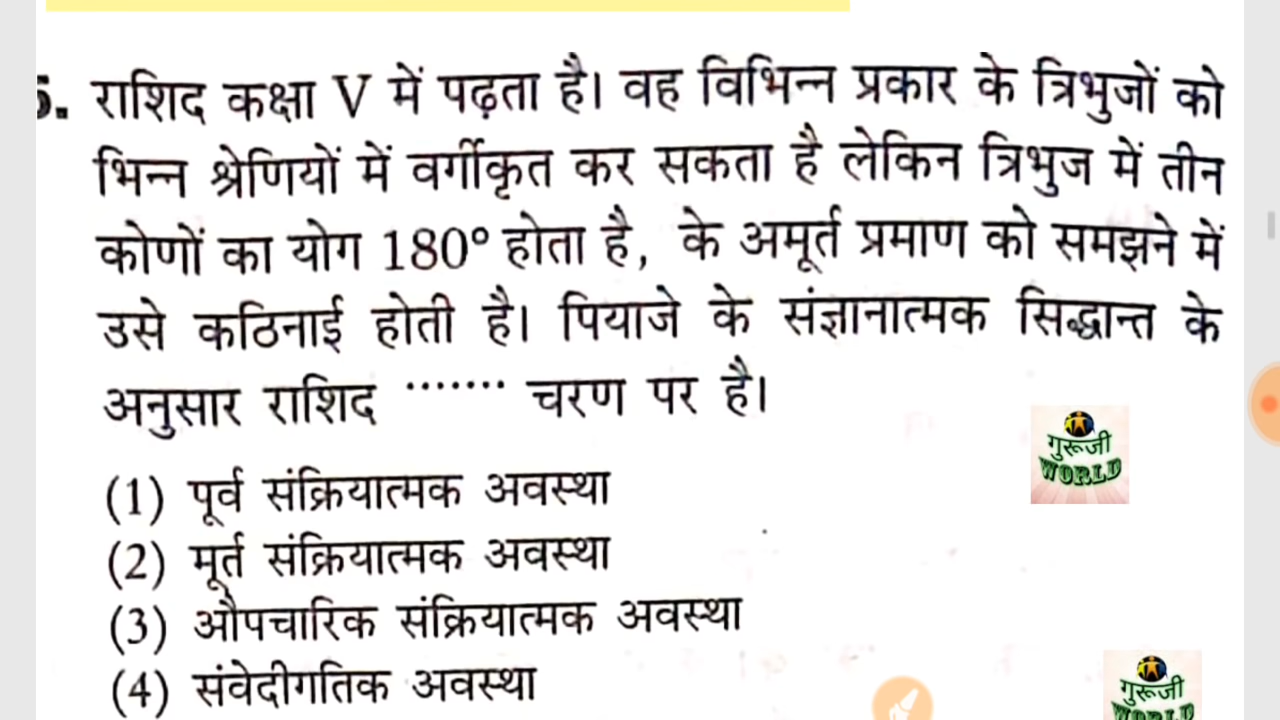 5. राशिद कक्षा V में पढ़ता है। वह विभिन्न प्रकार के त्रिभुजों को
भिन्न श्रेणियों में वर्गीकृत कर सकता है लेकिन त्रिभुज में तीन
कोणों का योग 180° होता है, के अमूर्त प्रमाण को समझने में
उसे कठिनाई होती है। पियाजे के संज्ञानात्मक सिद्धान्त के
अनुसार राशिद ······· चरण पर है।
गुरूजी
WORLD
(1) पूर्व संक्रियात्मक अवस्था
(2) मूर्त संक्रियात्मक अवस्था
(3) औपचारिक संक्रियात्मक अवस्था
(4) संवेदीगतिक अवस्था
गुरूजी
WORLD